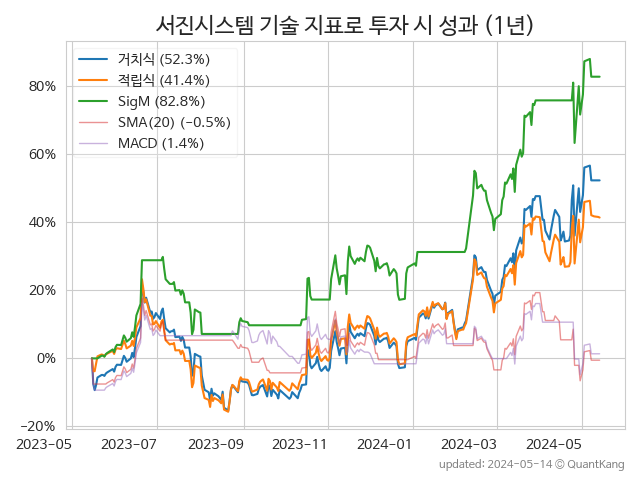 서진시스템 기술 지표로 투자 시 성과 (1년)
거치식 (52.3%)
적립식 (41.4%)
SigM (82.8%)
SMA(20) (−0.5%)
MACD (1.4%)
80%
60%
40%
20%
0%
−20%
2023-05
2023-07
2023-09
2023-11
2024-01
2024-03
2024-05
updated: 2024-05-14 © QuantKang